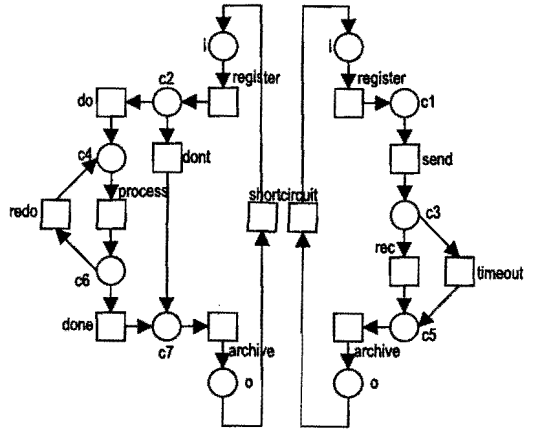 i
i
register
register
c2
do
c1
c4
dont
send
process
shortcircuit
redo
c3
rec
c6
timeout
done
c7
c5
archive
archive
o
o